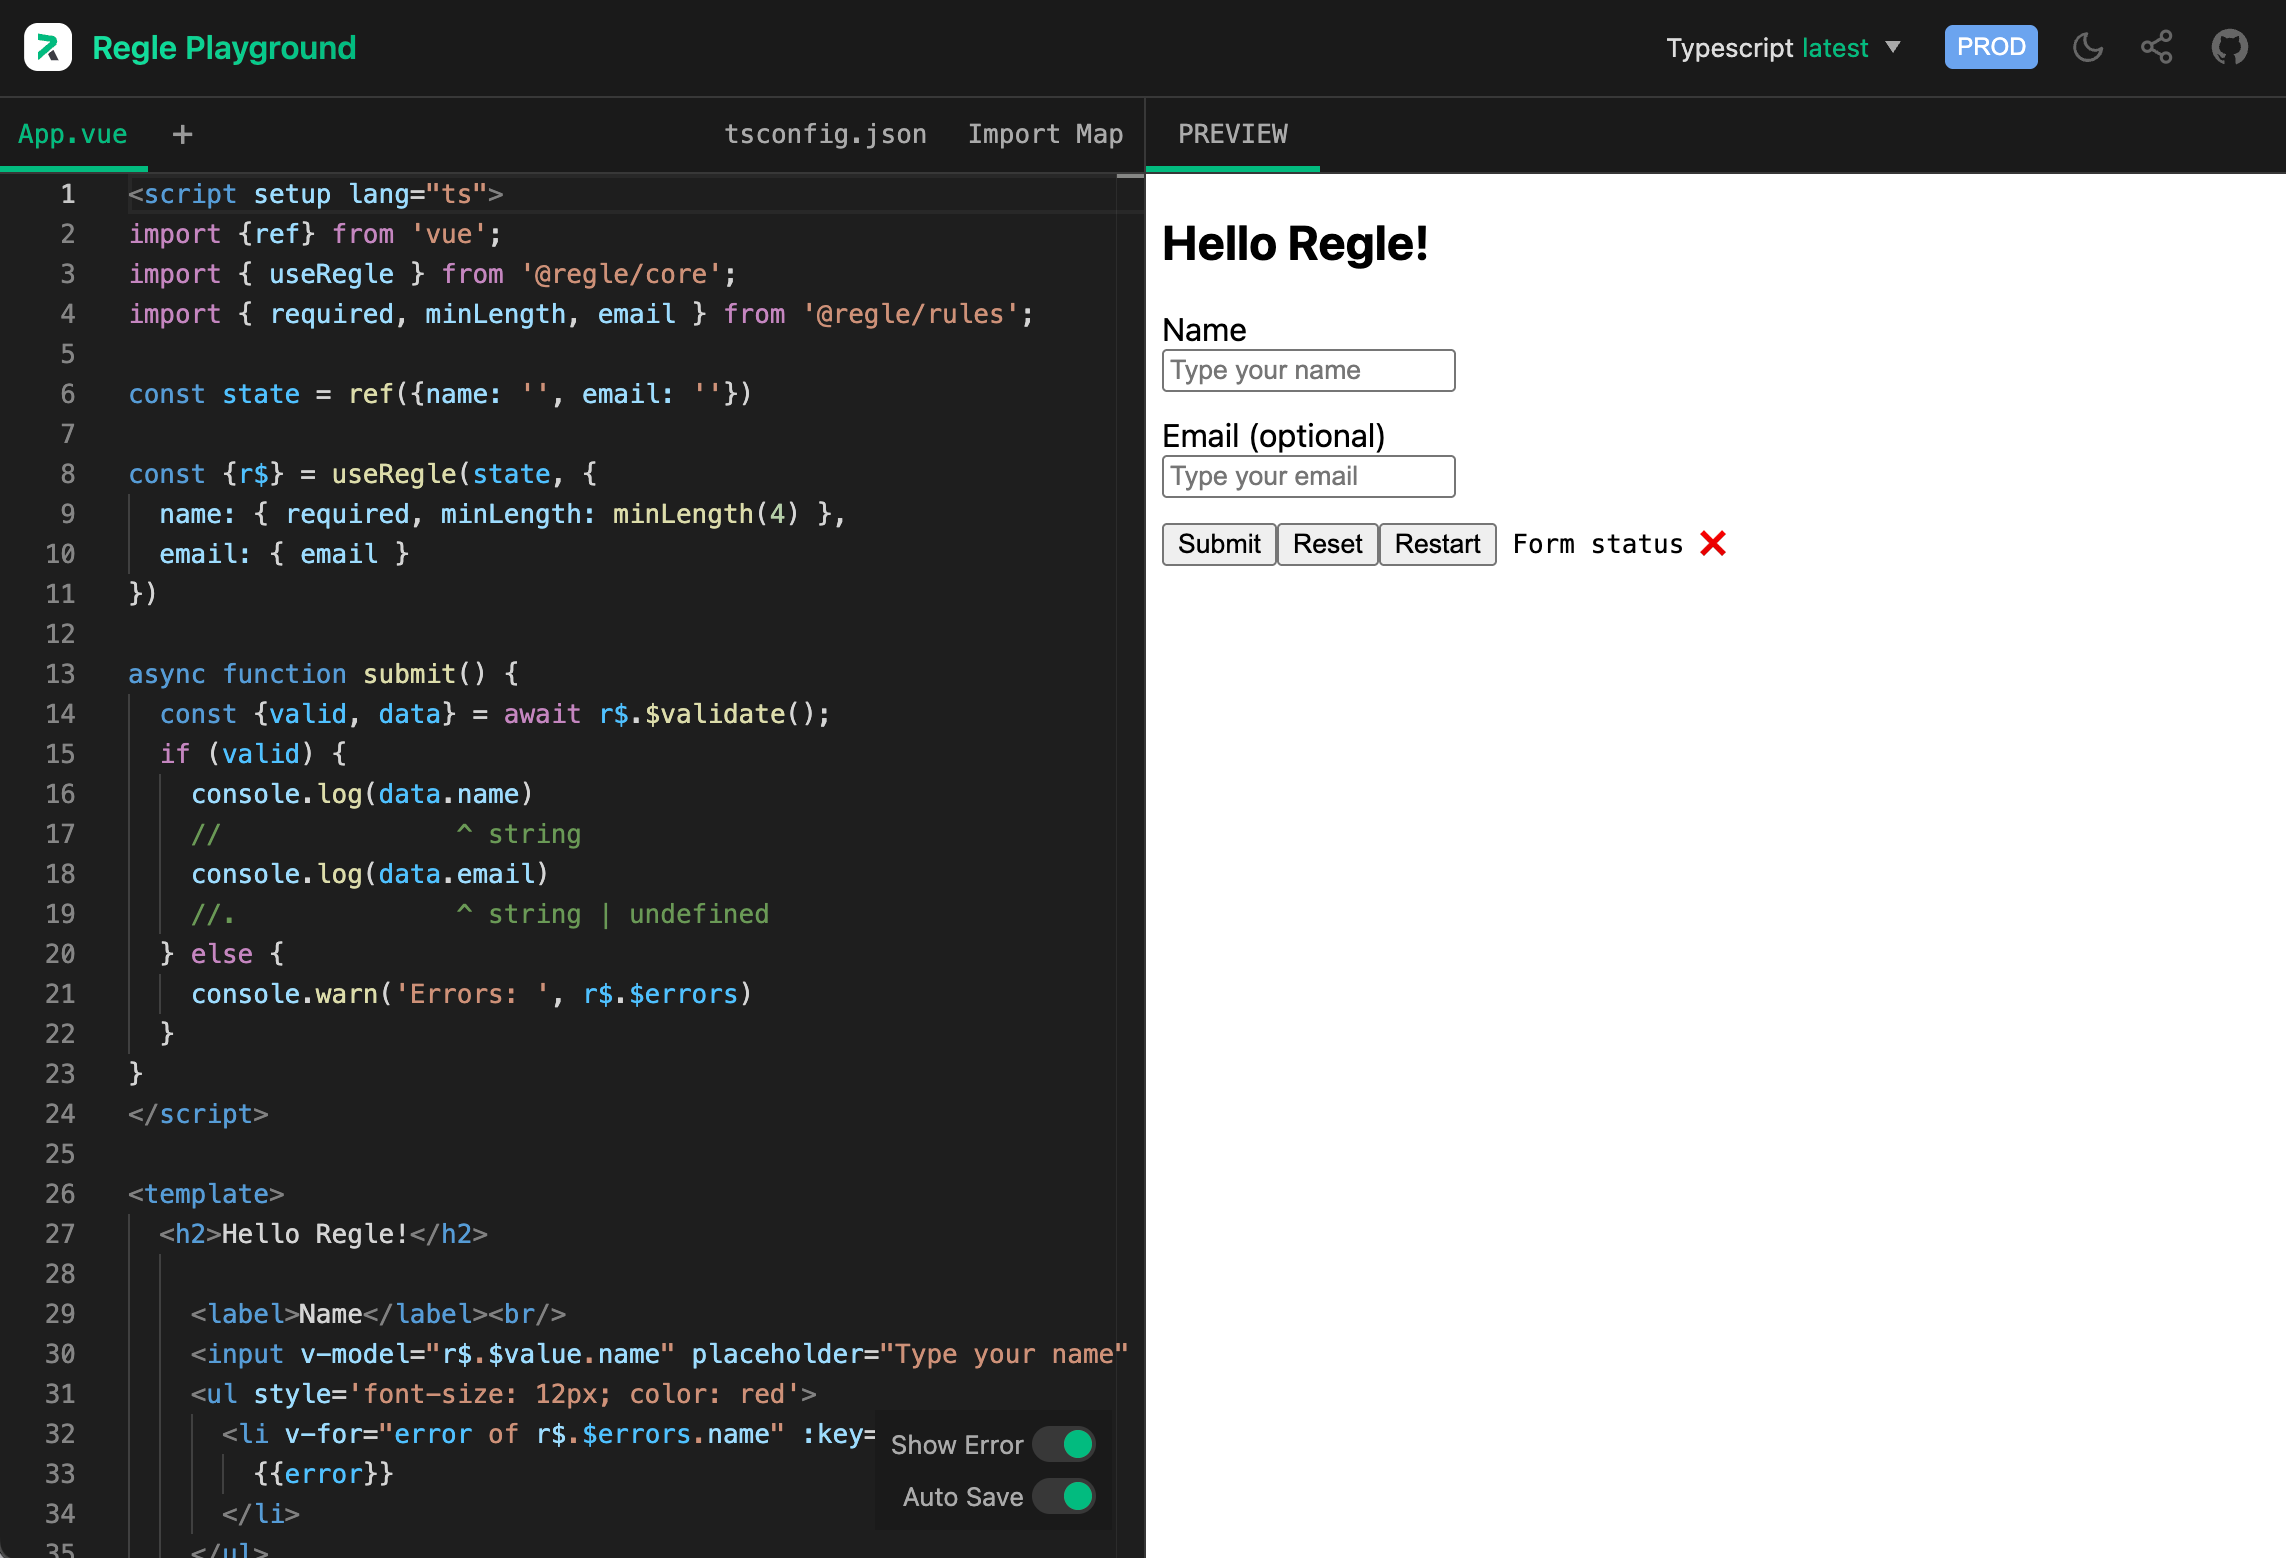 Regle Playground
Typescript latest ▼ PROD
App.vue +
tsconfig.json Import Map
PREVIEW
1 <script setup lang="ts">
2 import {ref} from 'vue';
3 import { useRegle } from '@regle/core';
4 import { required, minLength, email } from '@regle/rules';
5
6 const state = ref({name: '', email: ''})
7
8 const {r$} = useRegle(state, {
9   name: { required, minLength: minLength(4) },
10   email: { email }
11 })
12
13 async function submit() {
14   const {valid, data} = await r$.$validate();
15   if (valid) {
16     console.log(data.name)
17     //               ^ string
18     console.log(data.email)
19     //.              ^ string | undefined
20   } else {
21     console.warn('Errors: ', r$.$errors)
22   }
23 }
24 </script>
25
26 <template>
27   <h2>Hello Regle!</h2>
28
29     <label>Name</label><br/>
30     <input v-model="r$.$value.name" placeholder="Type your name"
31     <ul style='font-size: 12px; color: red'>
32       <li v-for="error of r$.$errors.name" :key=
33         {{error}}
34       </li>
35     </ul>
Show Error
Auto Save
Hello Regle!
Name
Type your name
Email (optional)
Type your email
Submit Reset Restart Form status ❌